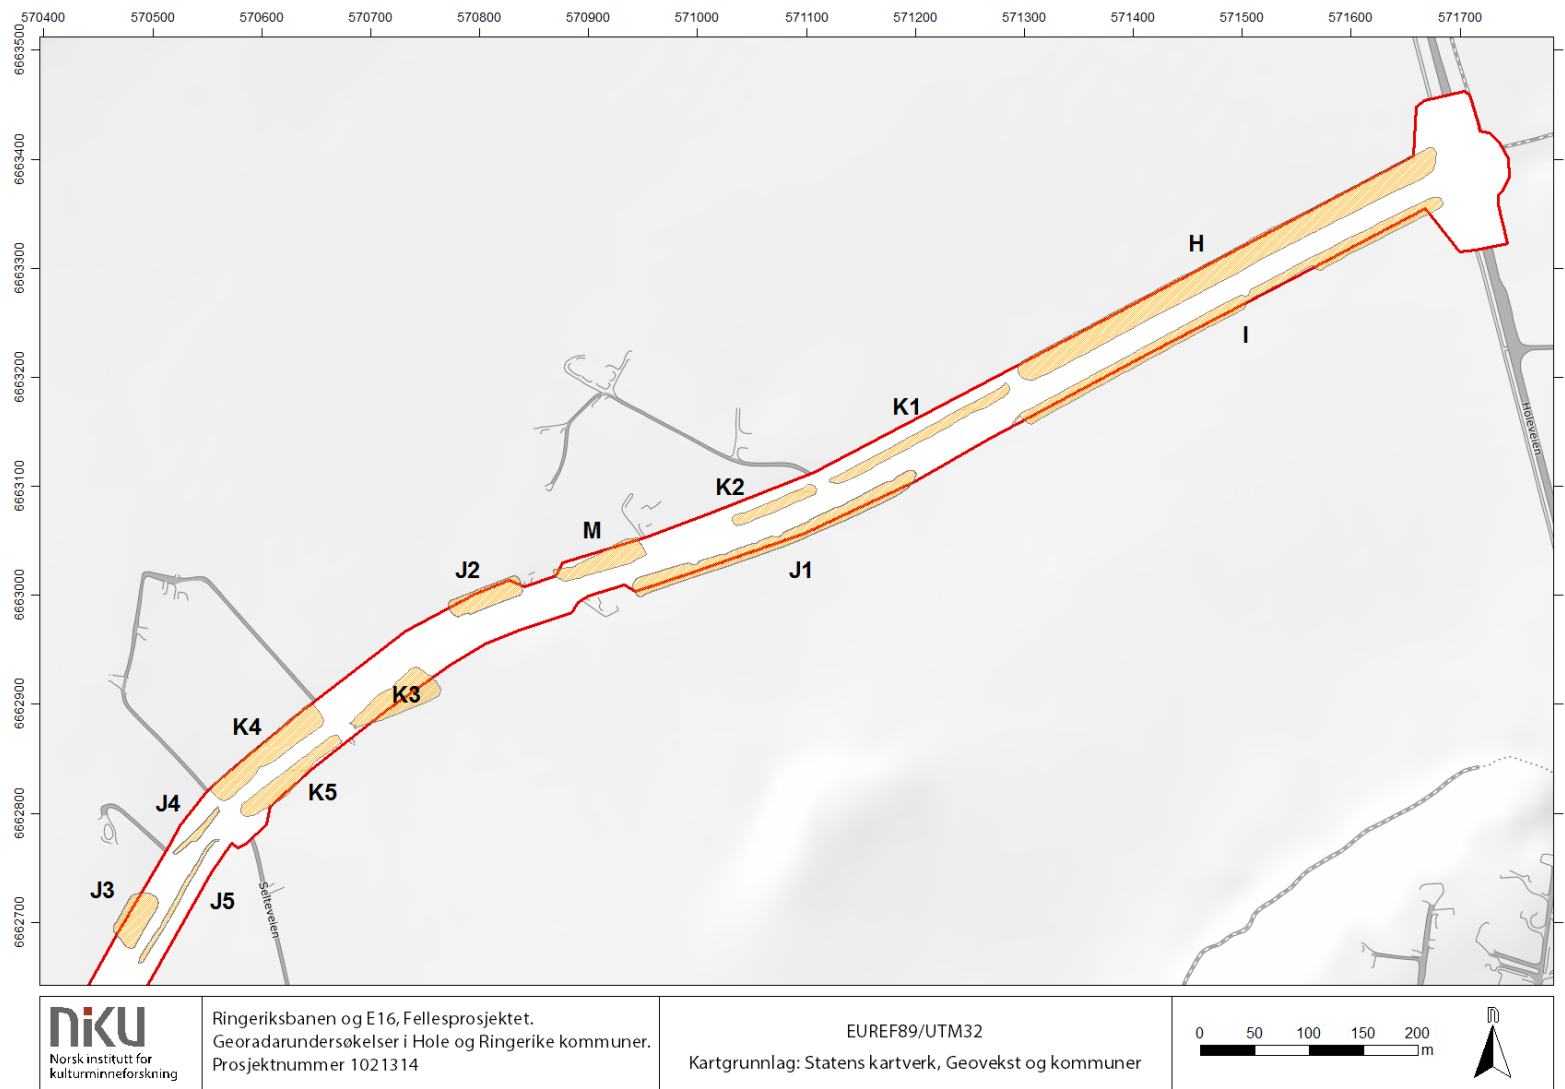 570400 570500 570600 570700 570800 570900 571000 571100 571200 571300 571400 571500 571600 571700
6663500
6663400
6663300
6663200
6663100
6663000
6662900
6662800
6662700
H
I
K1
K2
M
J2
J1
K3
K4
K5
J4
J3
J5
Holeveien
Selteveien
NIKU
Norsk institutt for
kulturminneforskning
Ringeriksbanen og E16, Fellesprosjektet.
Georadarundersøkelser i Hole og Ringerike kommuner.
Prosjektnummer 1021314
EUREF89/UTM32
Kartgrunnlag: Statens kartverk, Geovekst og kommuner
0 50 100 150 200
m
n